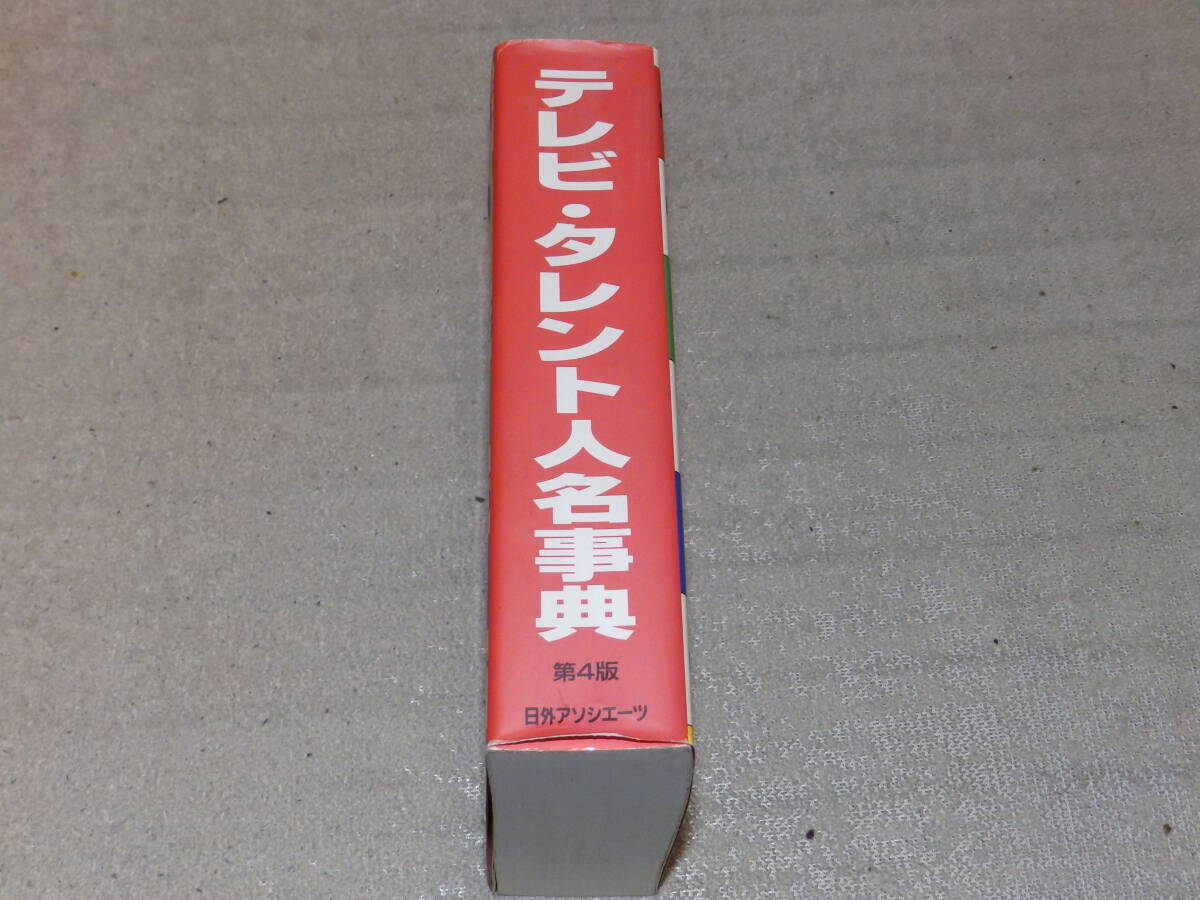 テレビ・タレント人名事典
第4版
日外アソシエーツ